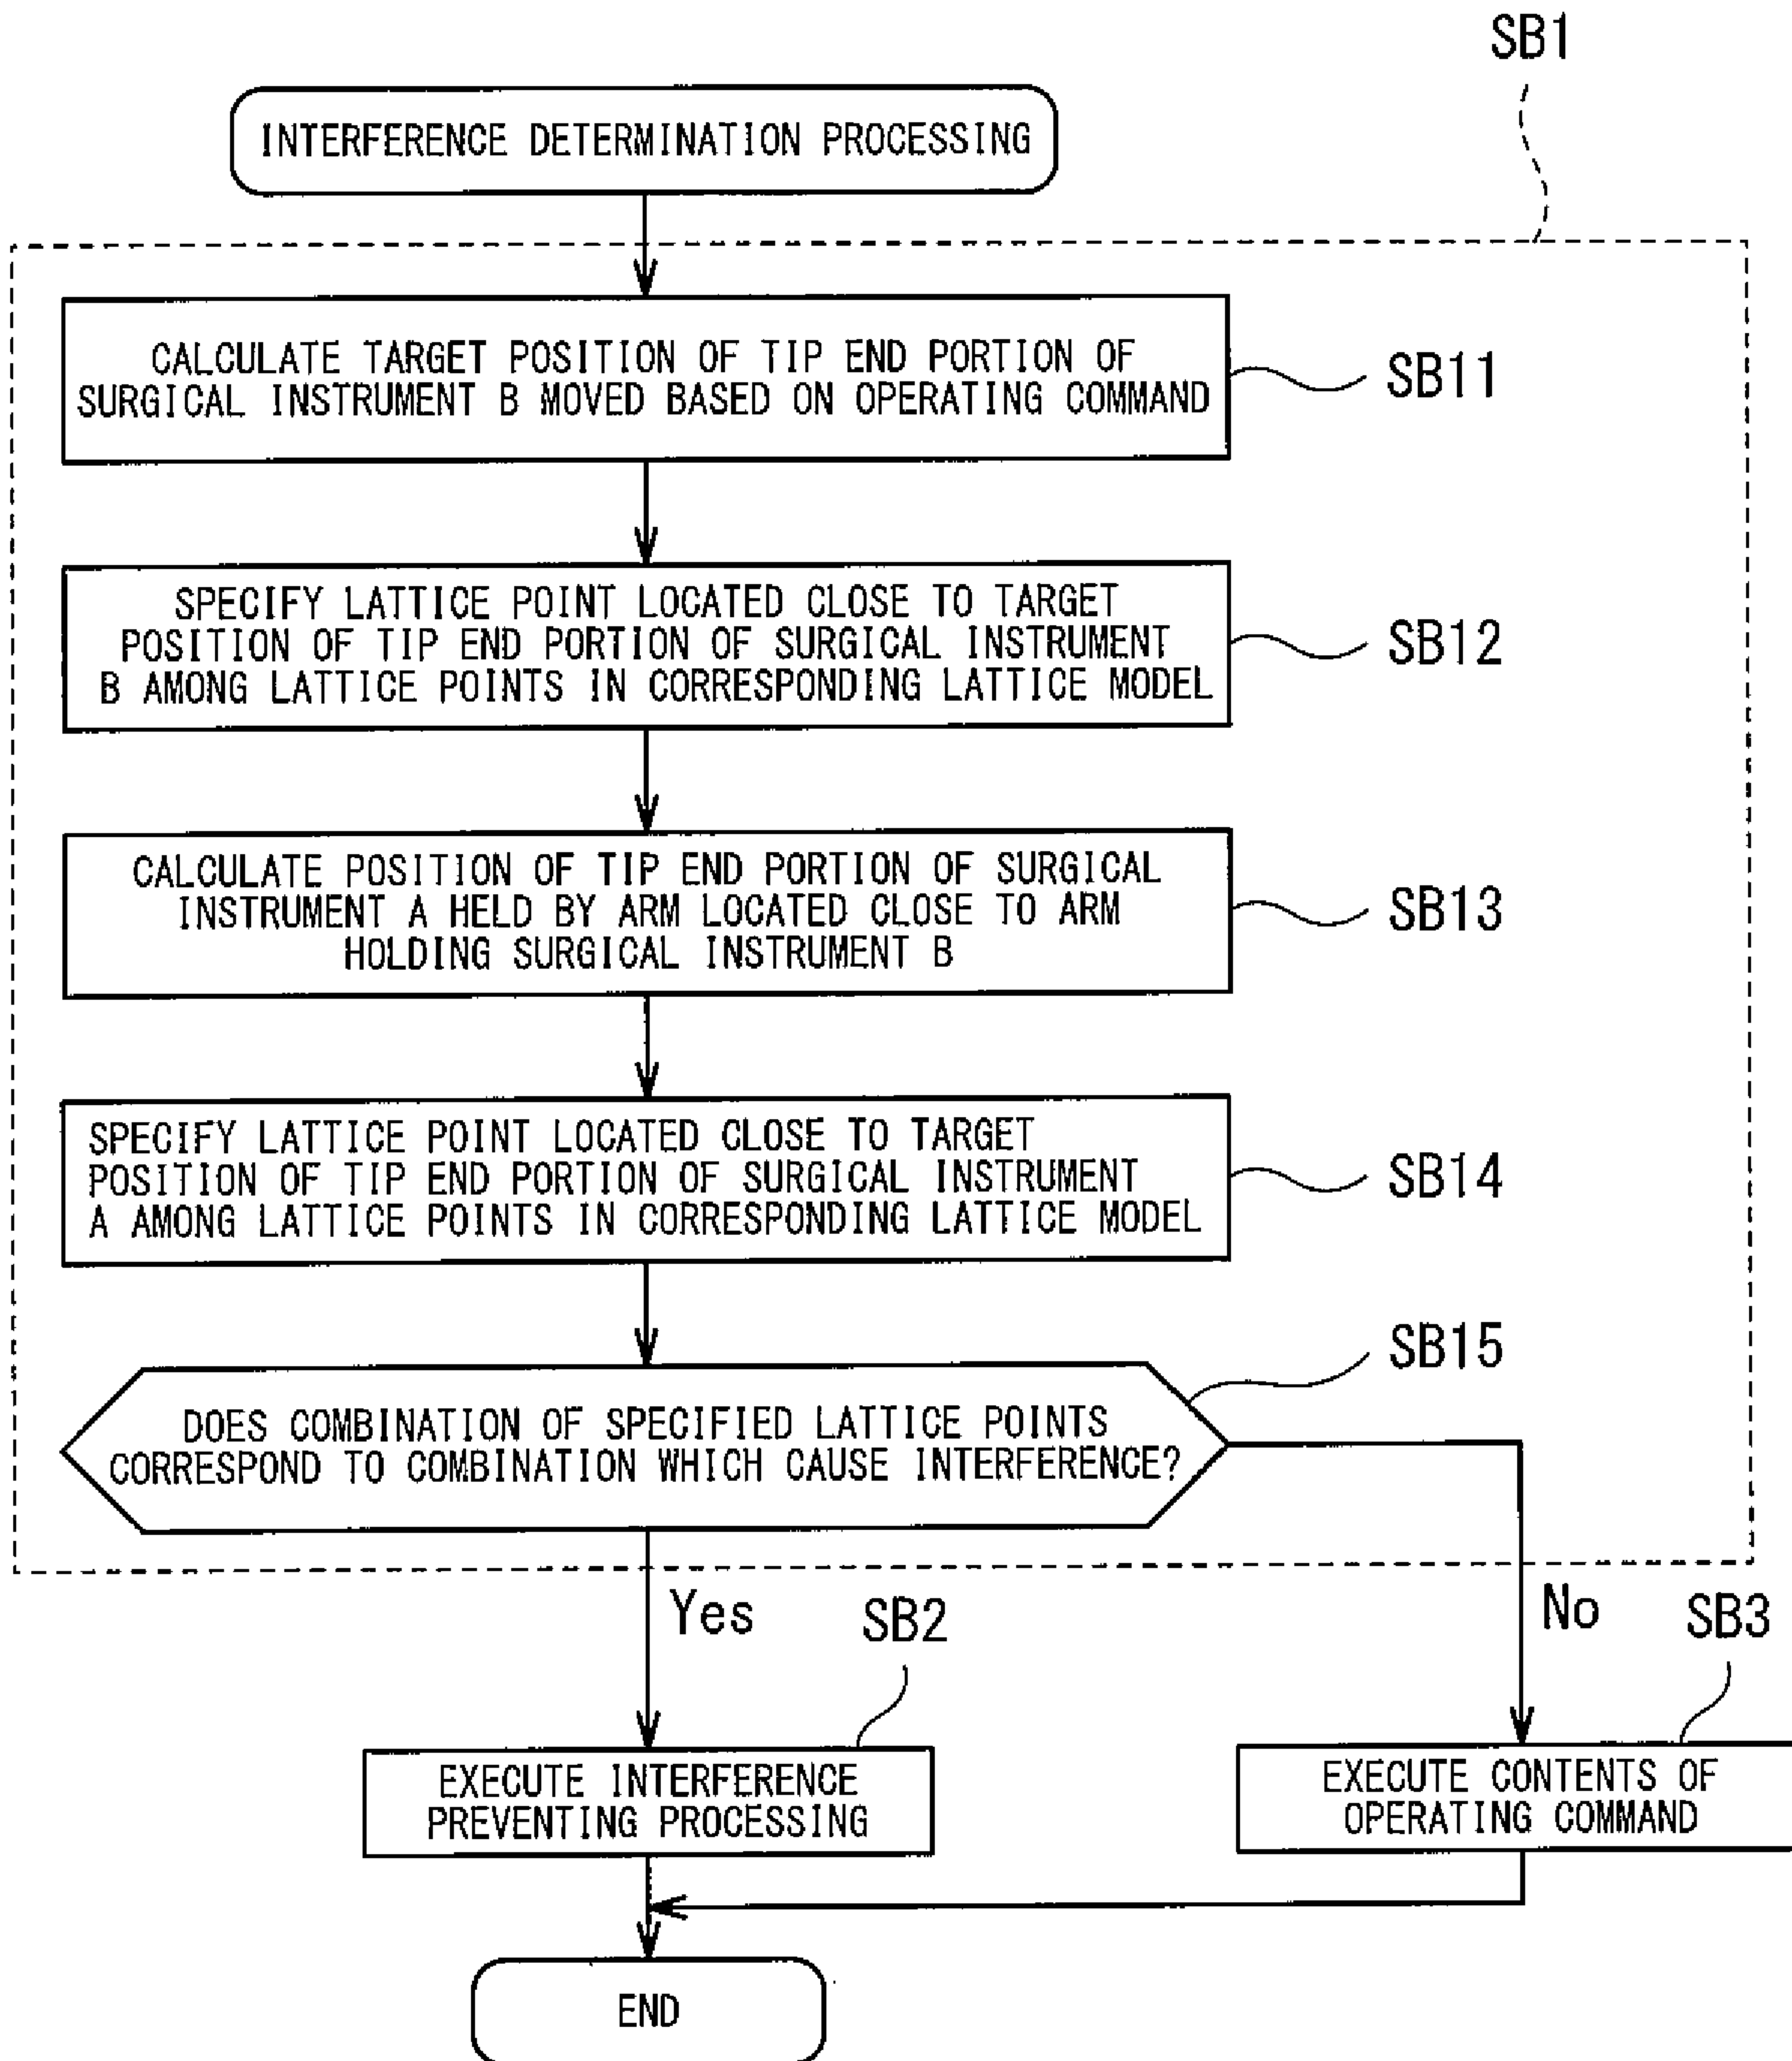 SB1
INTERFERENCE DETERMINATION PROCESSING
CALCULATE TARGET POSITION OF TIP END PORTION OF
SURGICAL INSTRUMENT B MOVED BASED ON OPERATING COMMAND
SB11
SPECIFY LATTICE POINT LOCATED CLOSE TO TARGET
POSITION OF TIP END PORTION OF SURGICAL INSTRUMENT
B AMONG LATTICE POINTS IN CORRESPONDING LATTICE MODEL
SB12
CALCULATE POSITION OF TIP END PORTION OF SURGICAL
INSTRUMENT A HELD BY ARM LOCATED CLOSE TO ARM
HOLDING SURGICAL INSTRUMENT B
SB13
SPECIFY LATTICE POINT LOCATED CLOSE TO TARGET
POSITION OF TIP END PORTION OF SURGICAL INSTRUMENT
A AMONG LATTICE POINTS IN CORRESPONDING LATTICE MODEL
SB14
SB15
DOES COMBINATION OF SPECIFIED LATTICE POINTS
CORRESPOND TO COMBINATION WHICH CAUSE INTERFERENCE?
Yes
SB2
No
SB3
EXECUTE INTERFERENCE
PREVENTING PROCESSING
EXECUTE CONTENTS OF
OPERATING COMMAND
END